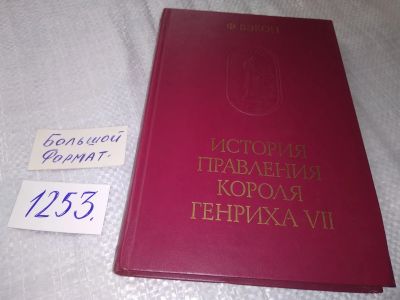 Ф. БЭКОН
ИСТОРИЯ
ПРАВЛЕНИЯ
КОРОЛЯ
ГЕНРИХА VII
Большой
Формат.
1253.